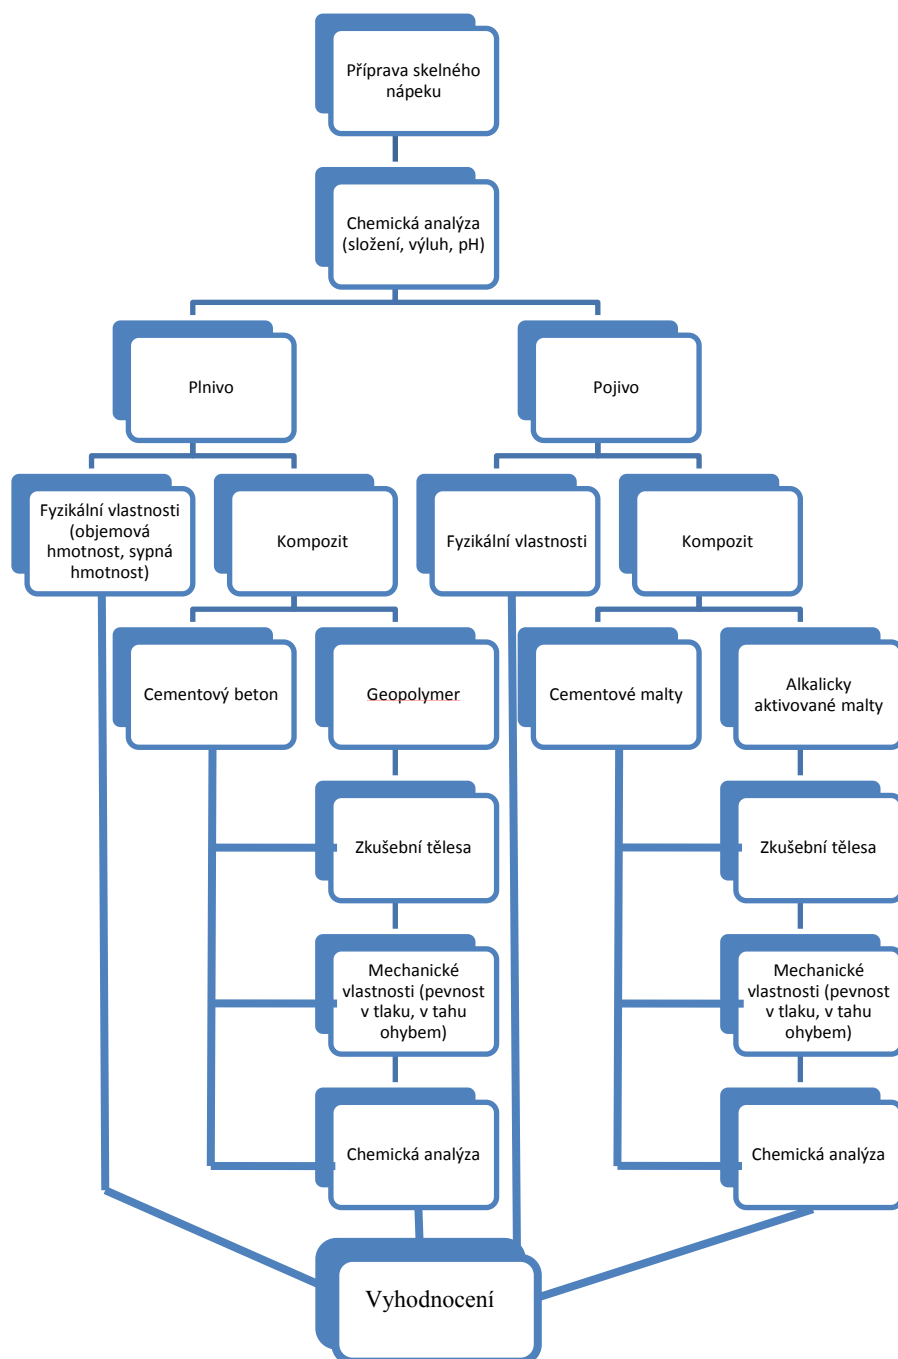 Příprava skelného
nápeku
Chemická analýza
(složení, výluh, pH)
Plnivo
Pojivo
Fyzikální vlastnosti
(objemová
hmotnost, sypná
hmotnost)
Kompozit
Fyzikální vlastnosti
Kompozit
Cementový beton
Geopolymer
Cementové malty
Alkalicky
aktivované malty
Zkušební tělesa
Zkušební tělesa
Mechanické
vlastnosti (pevnost
v tlaku, v tahu
ohybem)
Mechanické
vlastnosti (pevnost
v tlaku, v tahu
ohybem)
Chemická analýza
Chemická analýza
Vyhodnocení